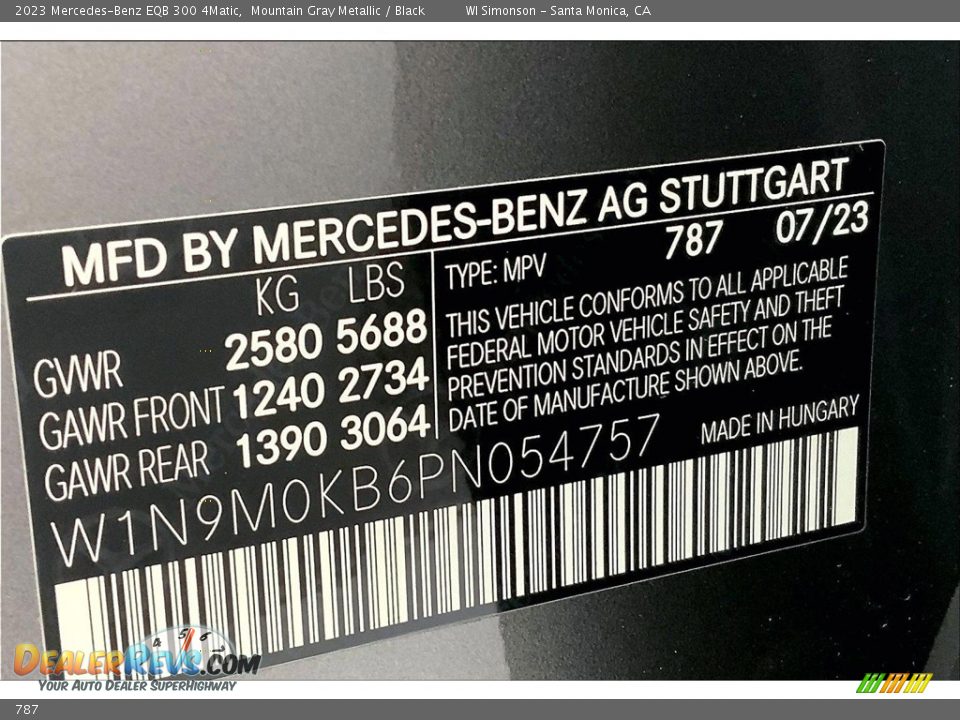 2023 Mercedes-Benz EQB 300 4Matic,  Mountain Gray Metallic / Black          WI Simonson - Santa Monica, CA
MFD BY MERCEDES-BENZ AG STUTTGART
KG LBS
GVWR 2580 5688
GAWR FRONT 1240 2734
GAWR REAR 1390 3064
TYPE: MPV 787 07/23
THIS VEHICLE CONFORMS TO ALL APPLICABLE
FEDERAL MOTOR VEHICLE SAFETY AND THEFT
PREVENTION STANDARDS IN EFFECT ON THE
DATE OF MANUFACTURE SHOWN ABOVE.
W1N9M0KB6PN054757 MADE IN HUNGARY
4 5 6
DealerRevs.com
Your Auto Dealer SuperHighway
787